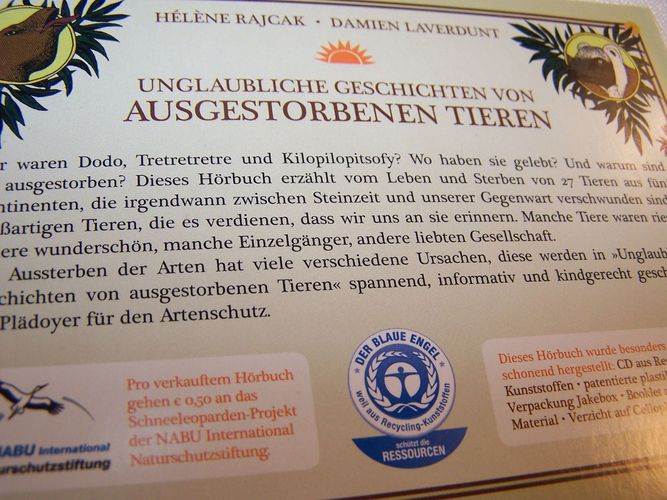 HÉLÈNE RAJCAK · DAMIEN LAVERDUNT
UNGLAUBLICHE GESCHICHTEN VON
AUSGESTORBENEN TIEREN
r waren Dodo, Tretretretre und Kilopilopitsofy? Wo haben sie gelebt? Und warum sind
ausgestorben? Dieses Hörbuch erzählt vom Leben und Sterben von 27 Tieren aus fün
ntinenten, die irgendwann zwischen Steinzeit und unserer Gegenwart verschwunden sind
ßartigen Tieren, die es verdienen, dass wir uns an sie erinnern. Manche Tiere waren rie
ere wunderschön, manche Einzelgänger, andere liebten Gesellschaft.
Aussterben der Arten hat viele verschiedene Ursachen, diese werden in »Unglaub
schichten von ausgestorbenen Tieren« spannend, informativ und kindgerecht gesch
Plädoyer für den Artenschutz.
Pro verkauftem Hörbuch
gehen € 0,50 an das
Schneeleoparden-Projekt
der NABU International
Naturschutzstiftung.
NABU International
urschutzstiftung
DER BLAUE ENGEL
weil aus Recycling-Kunststoffen
schützt die
RESSOURCEN
Dieses Hörbuch wurde besonders
schonend hergestellt: CD aus Re
Kunststoffen · patentierte plasti
Verpackung Jakebox · Booklet
Material · Verzicht auf Cello